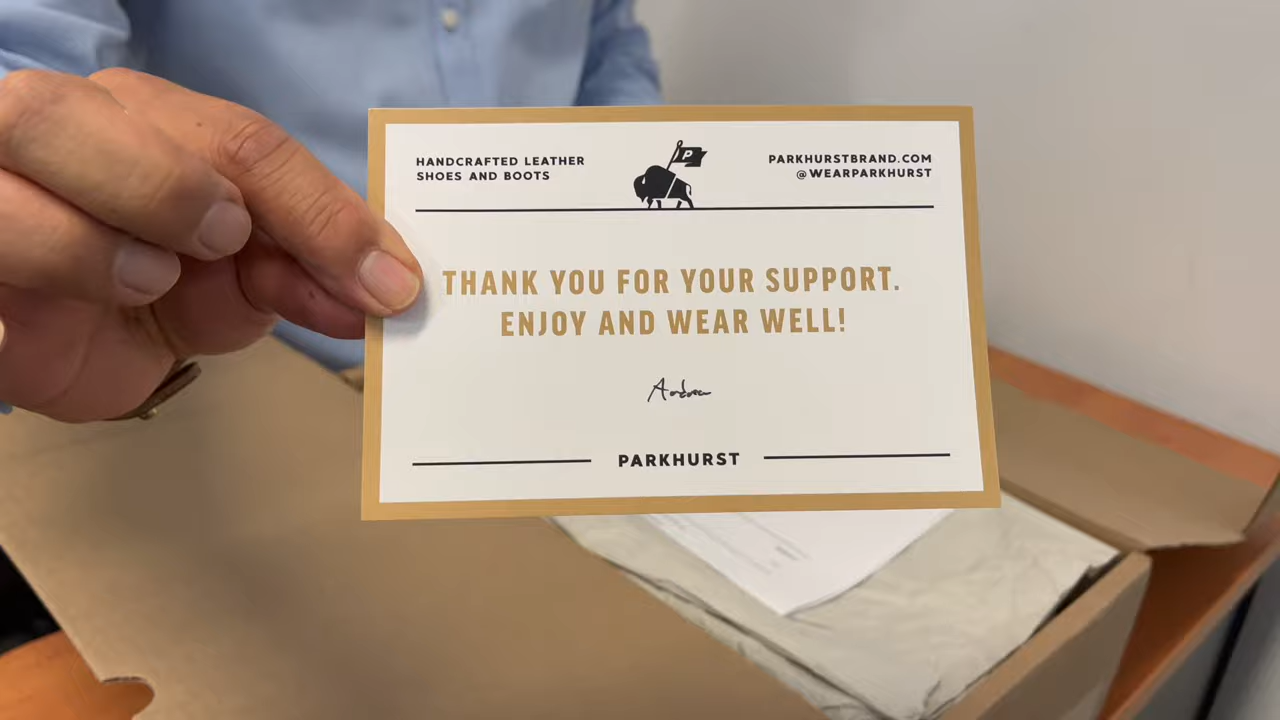 HANDCRAFTED LEATHER
SHOES AND BOOTS
P
PARKHURSTBRAND.COM
@WEARPARKHURST
THANK YOU FOR YOUR SUPPORT.
ENJOY AND WEAR WELL!
PARKHURST